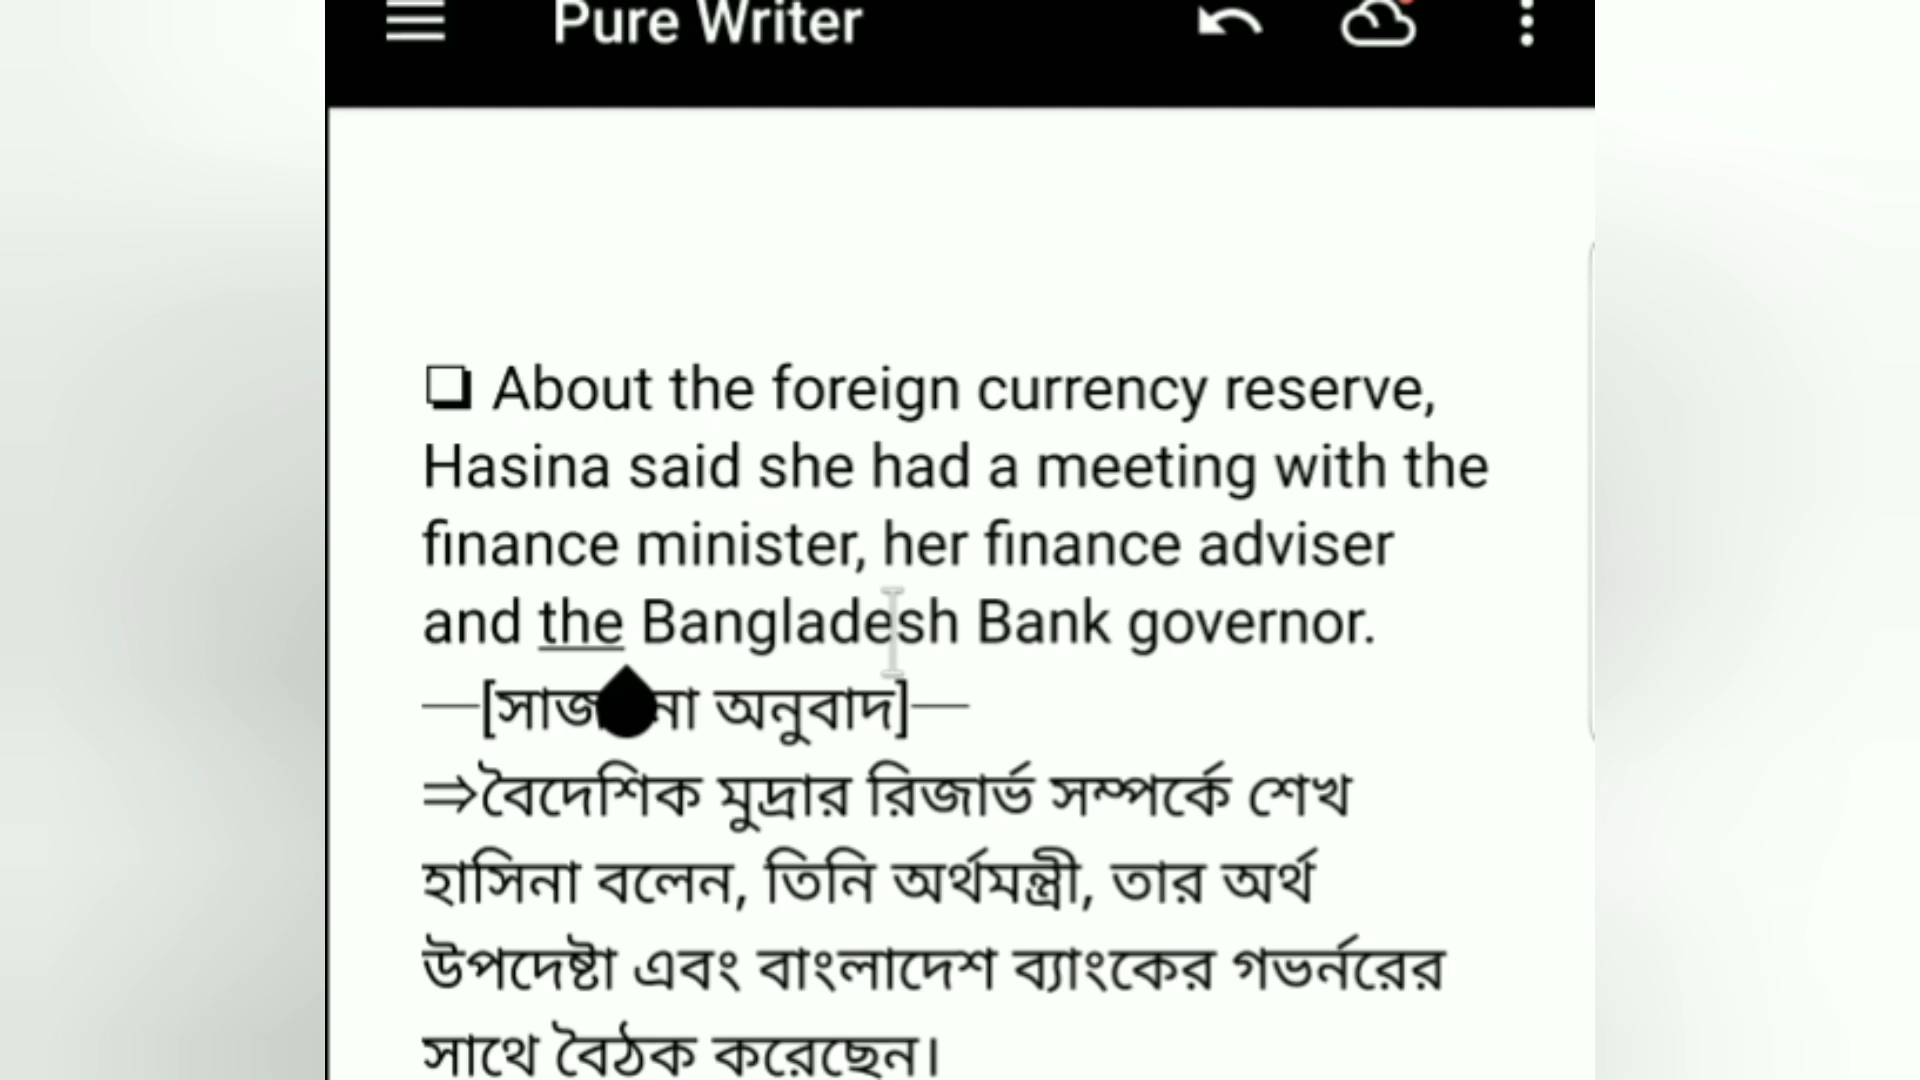 Pure Writer
❏ About the foreign currency reserve,
Hasina said she had a meeting with the
finance minister, her finance adviser
and the Bangladesh Bank governor.
—[ অনুবাদ]—
⇒বৈদেশিক মুদ্রার রিজার্ভ সম্পর্কে শেখ
হাসিনা বলেন, তিনি অর্থমন্ত্রী, তার অর্থ
উপদেষ্টা এবং বাংলাদেশ ব্যাংকের গভর্নরের
সাথে বৈঠক করেছেন।